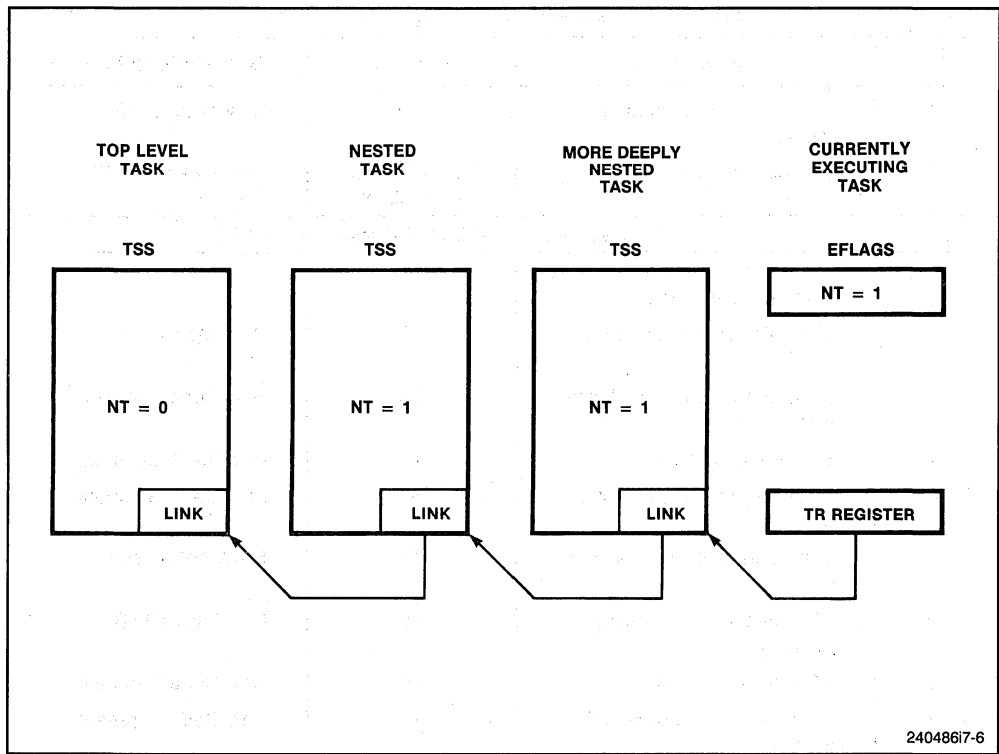 TOP LEVEL
TASK
NESTED
TASK
MORE DEEPLY
NESTED
TASK
CURRENTLY
EXECUTING
TASK
TSS
TSS
TSS
EFLAGS
NT = 1
NT = 0
NT = 1
NT = 1
LINK
LINK
LINK
TR REGISTER
240486i7-6